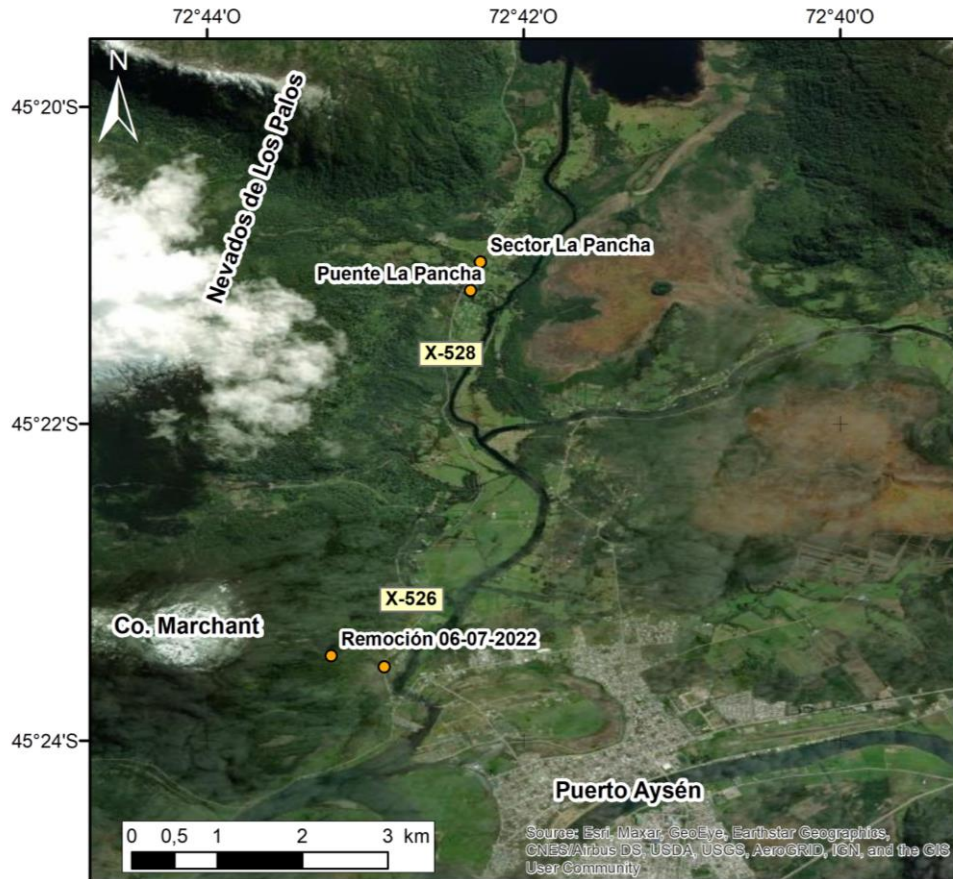 72°44'O
72°42'O
72°40'O
N
45°20'S
Nevados de Los Palos
Sector La Pancha
Puente La Pancha
X-528
45°22'S
X-526
Co. Marchant
Remoción 06-07-2022
45°24'S
Puerto Aysén
0 0,5 1 2 3 km
Source: Esri, Maxar, GeoEye, Earthstar Geographics,
CNES/Airbus DS, USDA, USGS, AeroGRID, IGN, and the GIS
User Community